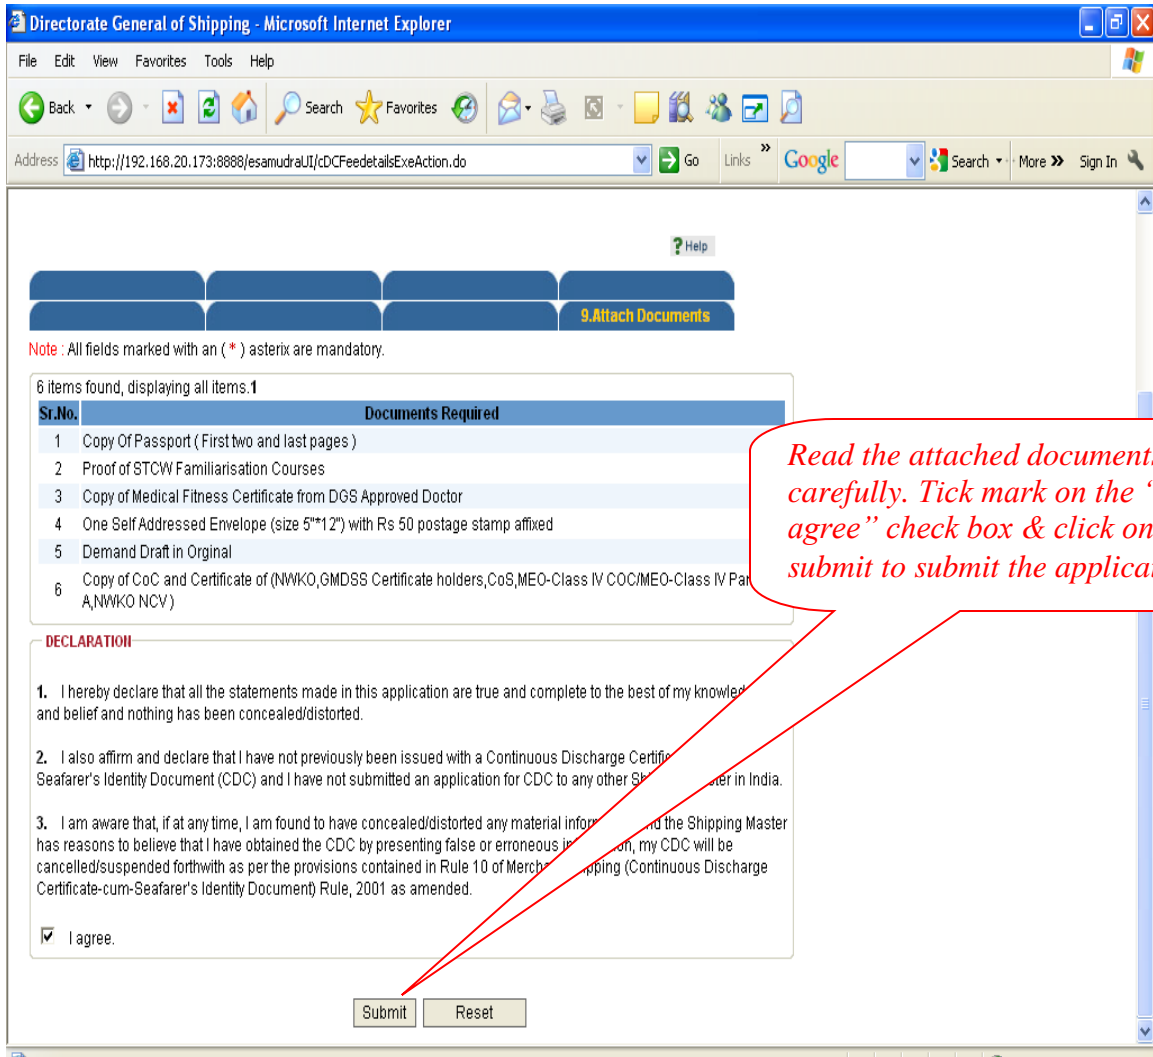 Directorate General of Shipping - Microsoft Internet Explorer
File Edit View Favorites Tools Help
Back Search Favorites
Address http://192.168.20.173:8888/esamudraUI/cDCFeedetailsExeAction.do Go Links » Google Search More » Sign In
? Help
9.Attach Documents
Note : All fields marked with an ( * ) asterix are mandatory.
6 items found, displaying all items.1
Sr.No. Documents Required
1 Copy Of Passport ( First two and last pages )
2 Proof of STCW Familiarisation Courses
3 Copy of Medical Fitness Certificate from DGS Approved Doctor
4 One Self Addressed Envelope (size 5"*12") with Rs 50 postage stamp affixed
5 Demand Draft in Orginal
6 Copy of CoC and Certificate of (NWKO,GMDSS Certificate holders,CoS,MEO-Class IV COC/MEO-Class IV
A,NWKO NCV )
Read the attached
carefully. Tick mark on the
agree" check box & click on
submit to submit the
DECLARATION
1. I hereby declare that all the statements made in this application are true and complete to the best of my
and belief and nothing has been concealed/distorted.
2. I also affirm and declare that I have not previously been issued with a Continuous Discharge
Seafarer's Identity Document (CDC) and I have not submitted an application for CDC to any other in India.
3. I am aware that, if at any time, I am found to have concealed/distorted any material the Shipping Master
has reasons to believe that I have obtained the CDC by presenting false or erroneous my CDC will be
cancelled/suspended forthwith as per the provisions contained in Rule 10 of (Continuous Discharge
Certificate-cum-Seafarer's Identity Document) Rule, 2001 as amended.
I agree.
Submit Reset